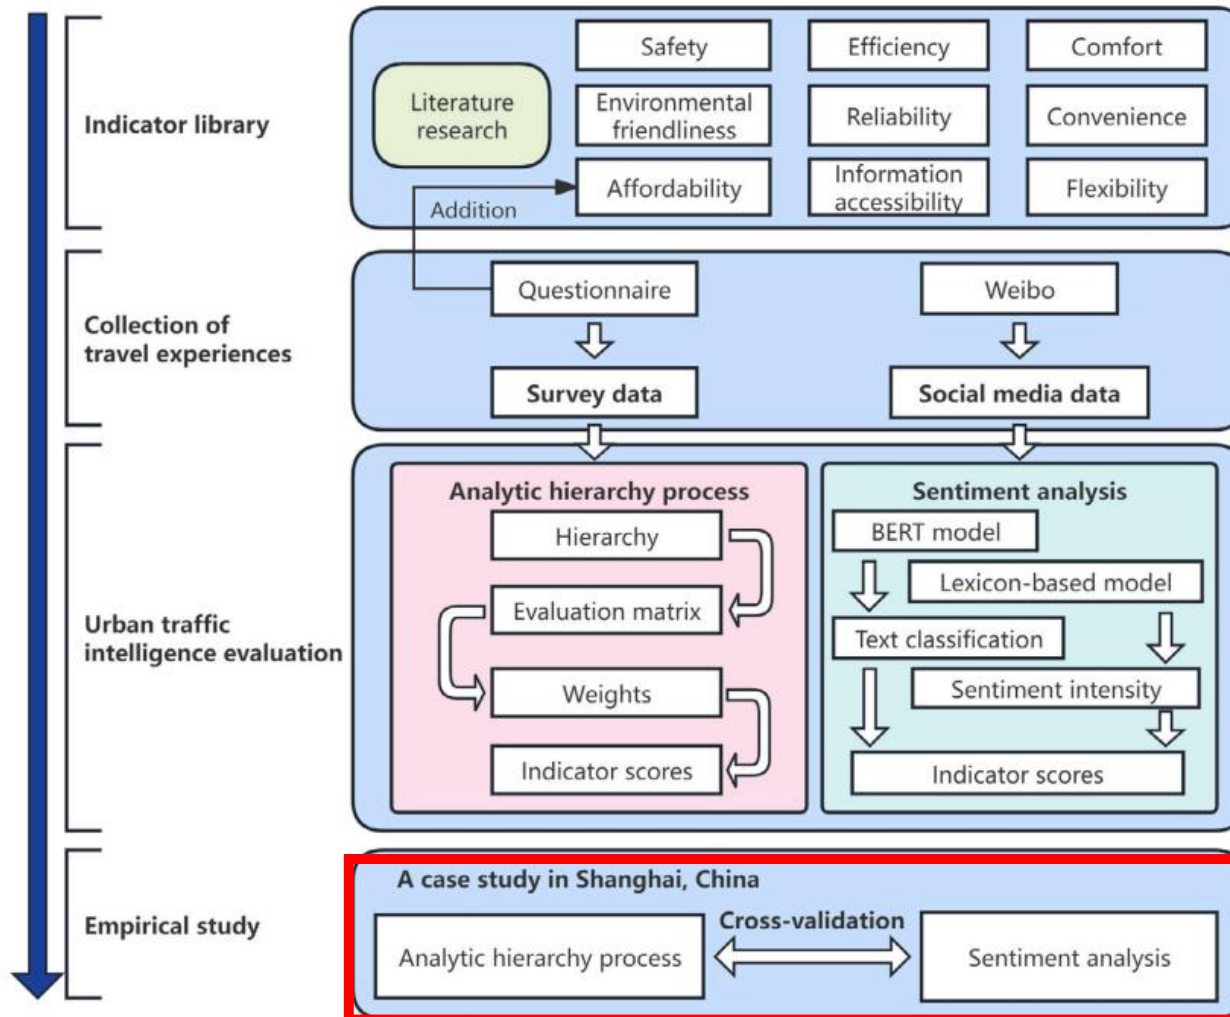 Indicator library
Literature
research
Safety
Efficiency
Comfort
Environmental
friendliness
Reliability
Convenience
Affordability
Information
accessibility
Flexibility
Addition
Collection of
travel experiences
Questionnaire
Weibo
Survey data
Social media data
Urban traffic
intelligence evaluation
Analytic hierarchy process
Hierarchy
Evaluation matrix
Weights
Indicator scores
Sentiment analysis
BERT model
Lexicon-based model
Text classification
Sentiment intensity
Indicator scores
Empirical study
A case study in Shanghai, China
Analytic hierarchy process
Cross-validation
Sentiment analysis